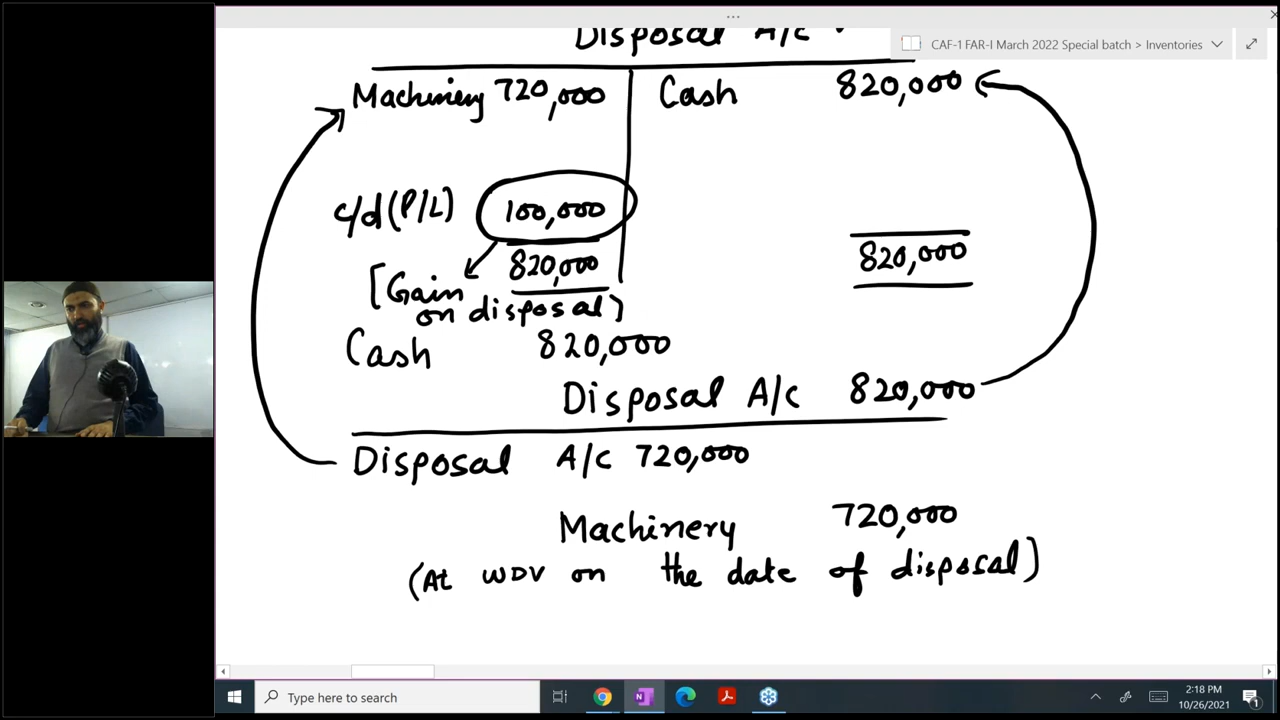 CAF-1 FAR-I March 2022 Special batch > Inventories
Disposal A/c
Machinery 720,000 Cash 820,000
c/d (P/L) 100,000
820,000 820,000
[Gain
on disposal]
Cash 820,000
Disposal A/c 820,000
Disposal A/c 720,000
Machinery 720,000
(At WDV on the date of disposal)
Type here to search
2:18 PM
10/26/2021
1